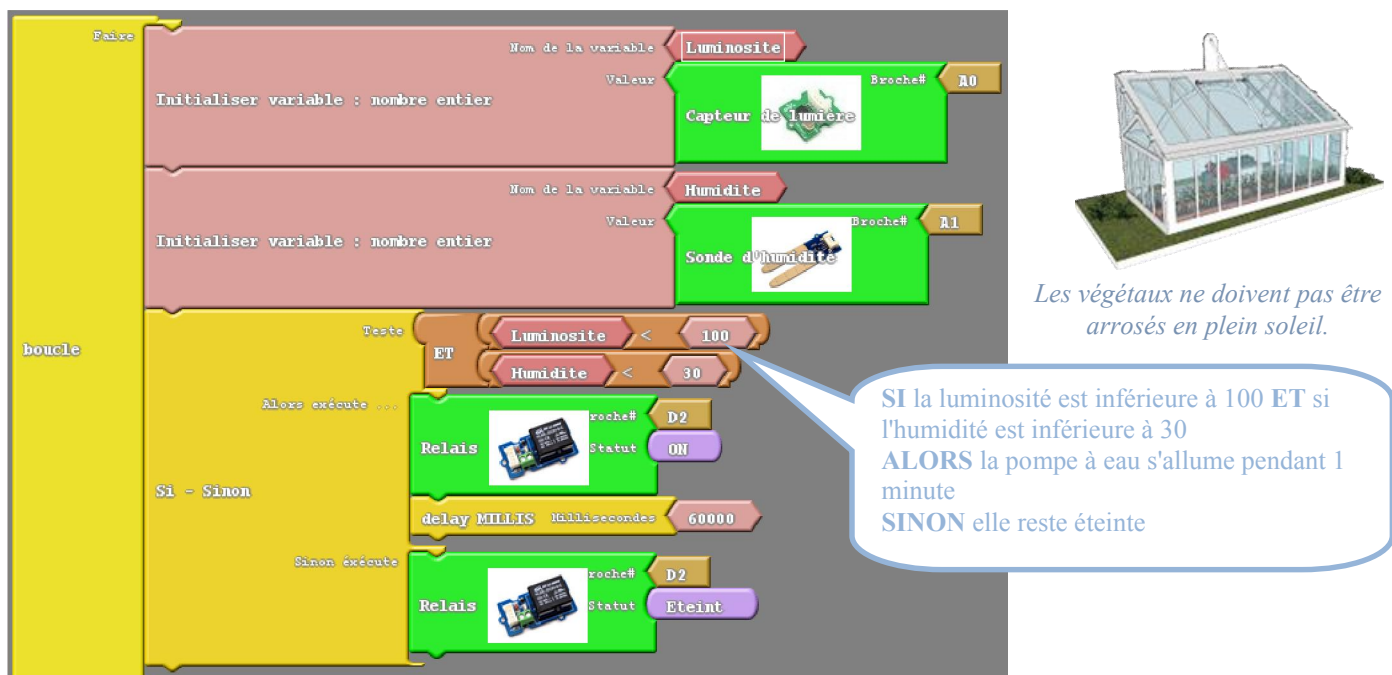 Faire
Nom de la variable Luminosite
Valeur
Broche# A0
Initialiser variable : nombre entier
Capteur de lumière
Nom de la variable Humidite
Valeur
Broche# A1
Initialiser variable : nombre entier
Sonde d'humidité
boucle
Teste
ET
Luminosite < 100
Humidite < 30
Alors exécute ...
roche# D2
Relais
Statut ON
Si - Sinon
delay MILLIS Millisecondes 60000
Sinon éxécute
roche# D2
Relais
Statut Eteint
Les végétaux ne doivent pas être
arrosés en plein soleil.
SI la luminosité est inférieure à 100 ET si
l'humidité est inférieure à 30
ALORS la pompe à eau s'allume pendant 1
minute
SINON elle reste éteinte